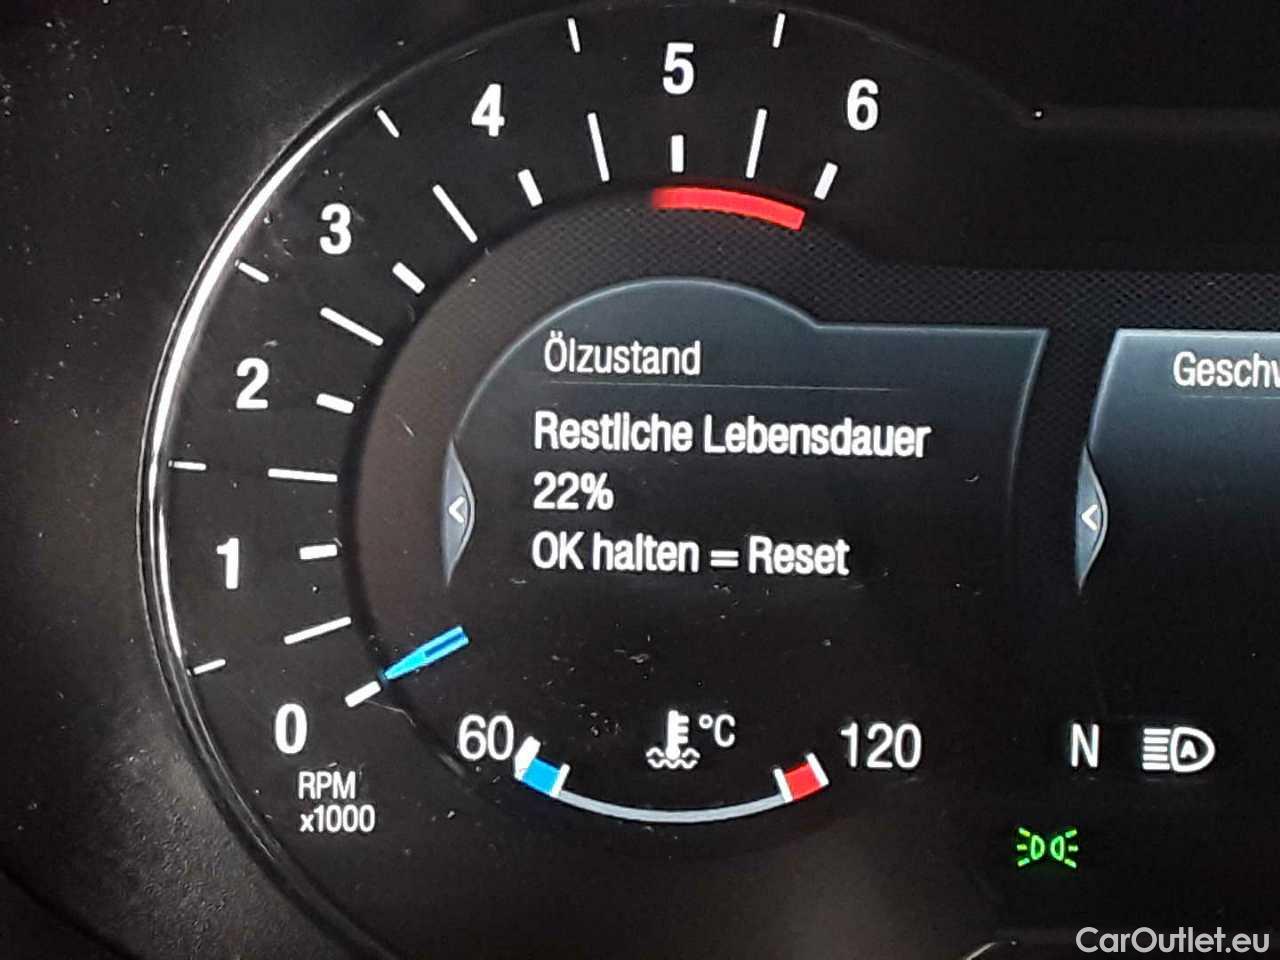 5
4
6
3
2
1
0
RPM
x1000
Ölzustand
Restliche Lebensdauer
22%
OK halten = Reset
60
°C
120
N
A
CarOutlet.eu